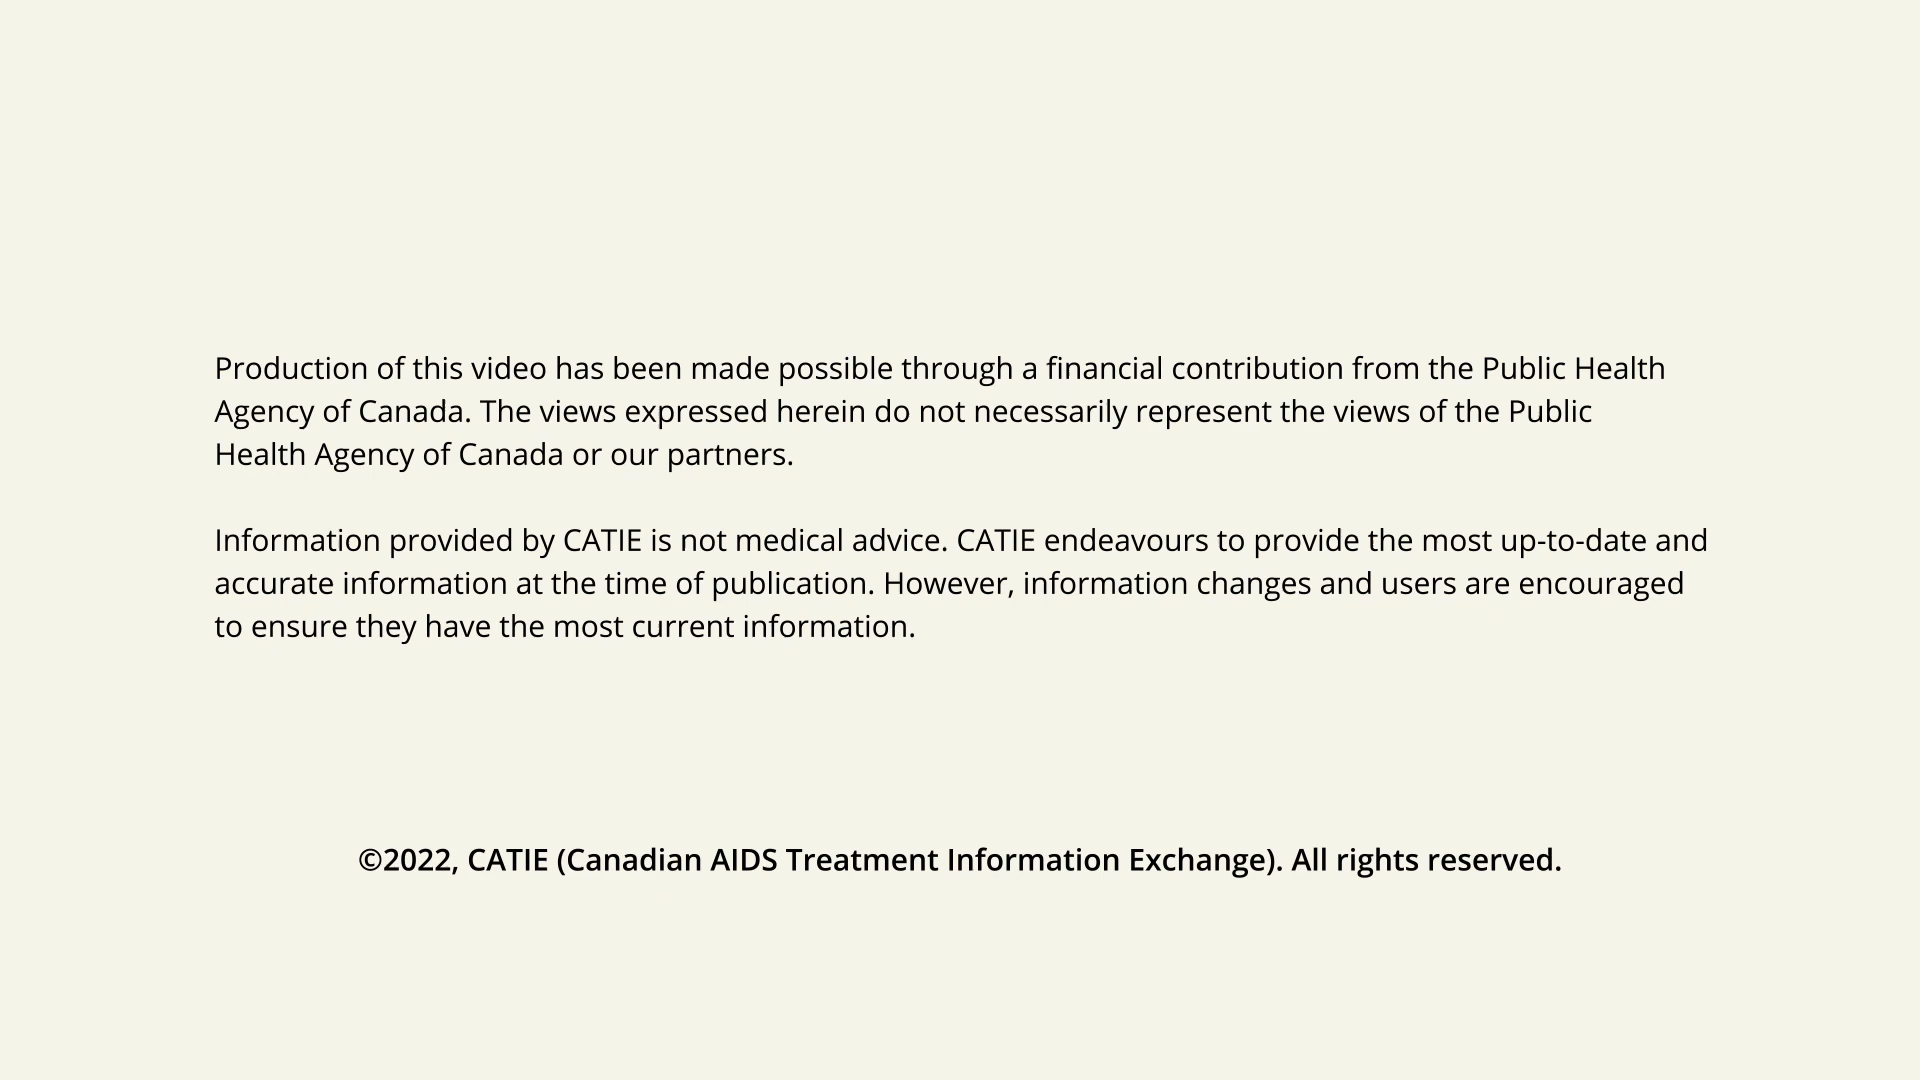 Production of this video has been made possible through a financial contribution from the Public Health
Agency of Canada. The views expressed herein do not necessarily represent the views of the Public
Health Agency of Canada or our partners.
Information provided by CATIE is not medical advice. CATIE endeavours to provide the most up-to-date and
accurate information at the time of publication. However, information changes and users are encouraged
to ensure they have the most current information.
©2022, CATIE (Canadian AIDS Treatment Information Exchange). All rights reserved.